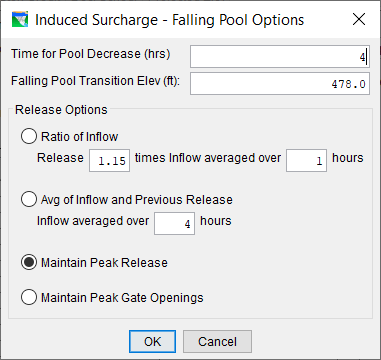 Induced Surcharge - Falling Pool Options
Time for Pool Decrease (hrs) 4
Falling Pool Transition Elev (ft): 478.0
Release Options
Ratio of Inflow
Release 1.15 times Inflow averaged over 1 hours
Avg of Inflow and Previous Release
Inflow averaged over 4 hours
Maintain Peak Release
Maintain Peak Gate Openings
OK Cancel